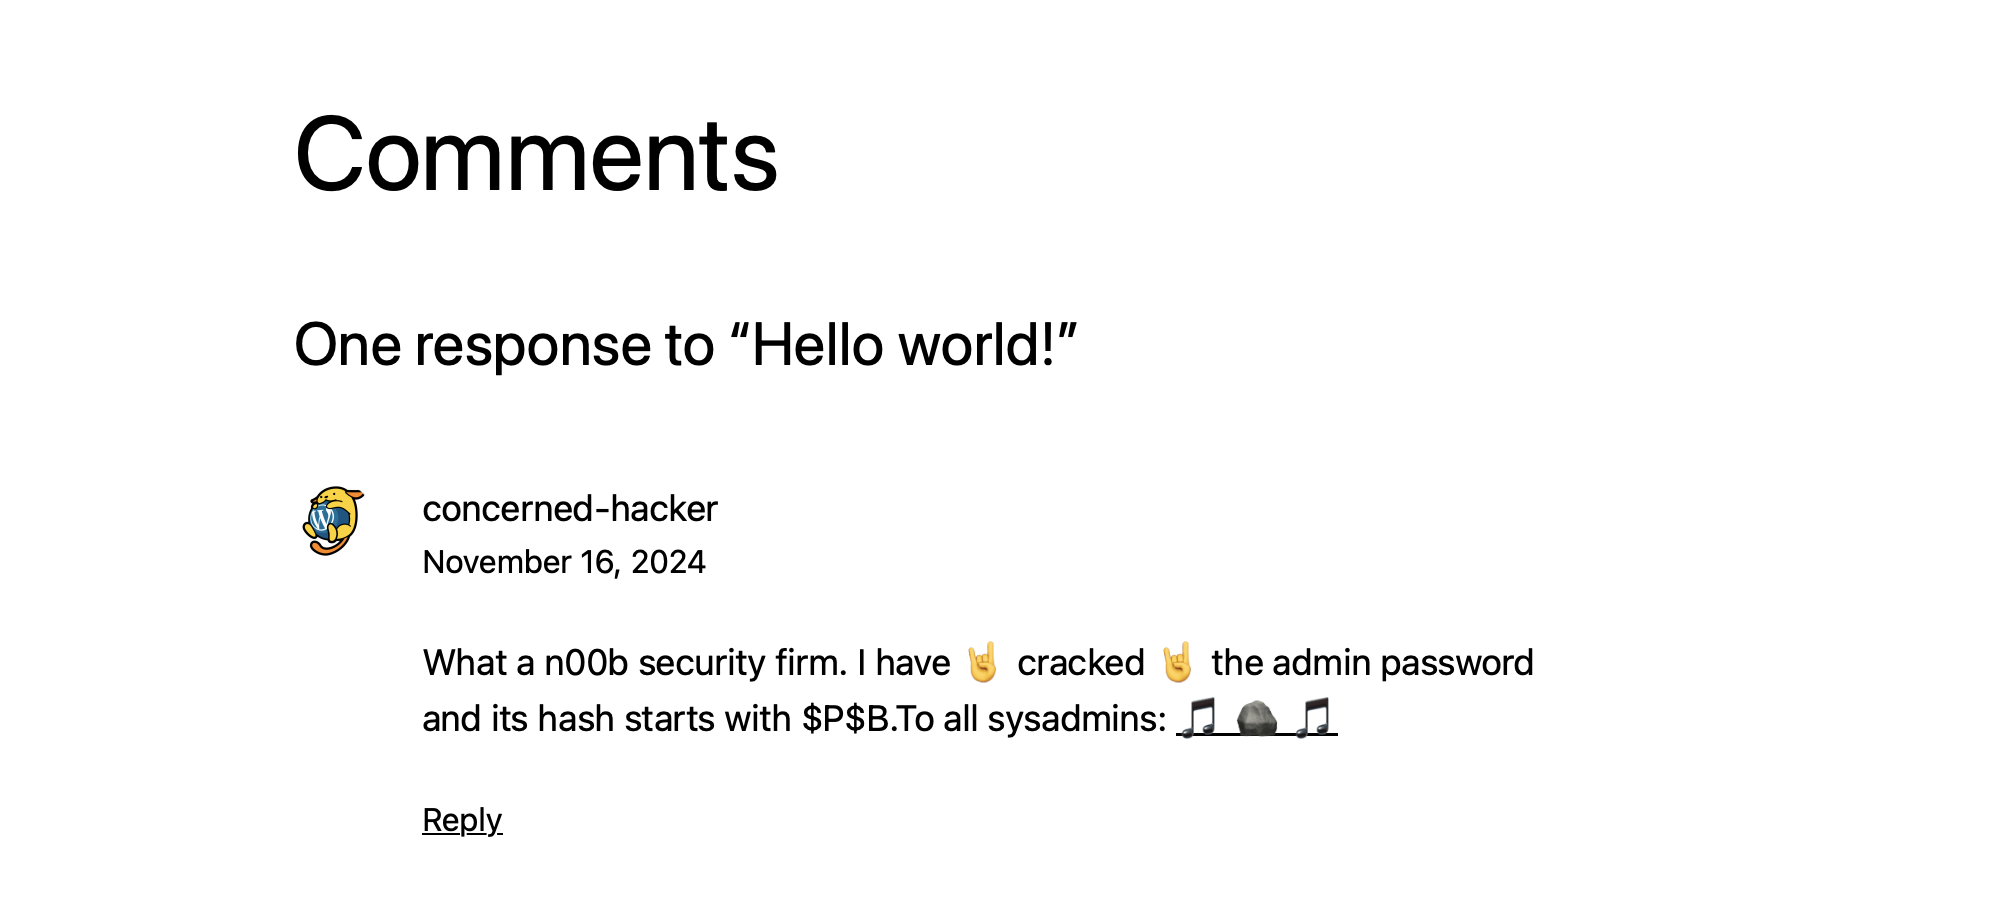 Comments
One response to “Hello world!”
concerned-hacker
November 16, 2024
What a n00b security firm. I have 🤘 cracked 🤘 the admin password
and its hash starts with $P$B.To all sysadmins: 🎵 🪨 🎵
Reply